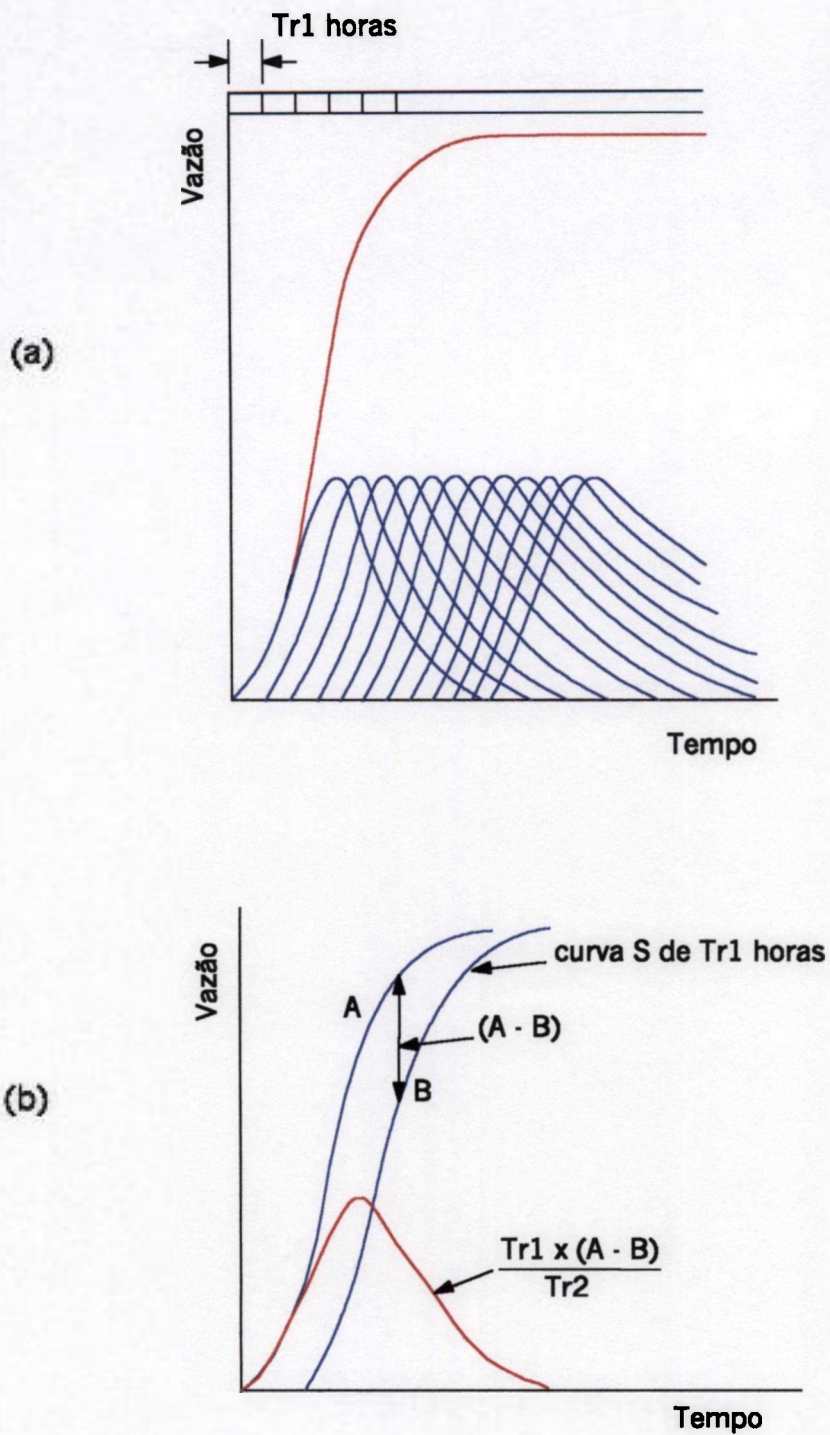 Tr1 horas
Vazão
(a)
Tempo
Vazão
curva S de Tr1 horas
A
(A - B)
B
(b)
Tr1 x (A - B)
Tr2
Tempo